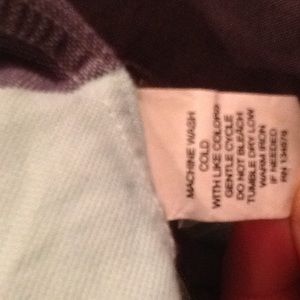 MACHINE WASH
COLD
WITH LIKE COLORS
GENTLE CYCLE
DO NOT BLEACH
TUMBLE DRY LOW
WARM IRON
IF NEEDED
RN